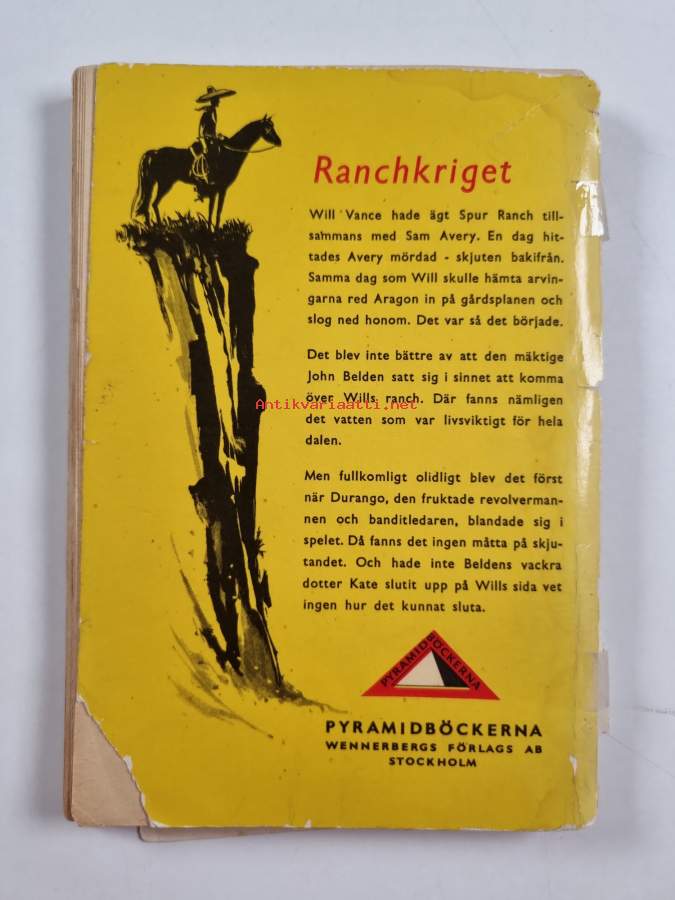 Ranchkriget
Will Vance hade ägt Spur Ranch till-
sammans med Sam Avery. En dag hit-
tades Avery mördad - skjuten bakifrån.
Samma dag som Will skulle hämta arvin-
garna red Aragon in på gårdsplanen och
slog ned honom. Det var så det började.
Det blev inte bättre av att den mäktige
John Belden satt sig i sinnet att komma
över Wills ranch. Där fanns nämligen
det vatten som var livsviktigt för hela
dalen.
Antikvariaatti.net
Men fullkomligt olidligt blev det först
när Durango, den fruktade revolverman-
nen och banditledaren, blandade sig i
spelet. Då fanns det ingen måtta på skju-
tandet. Och hade inte Beldens vackra
dotter Kate slutit upp på Wills sida vet
ingen hur det kunnat sluta.
PYRAMIDBÖCKERNA
PYRAMIDBÖCKERNA
WENNERBERGS FÖRLAGS AB
STOCKHOLM